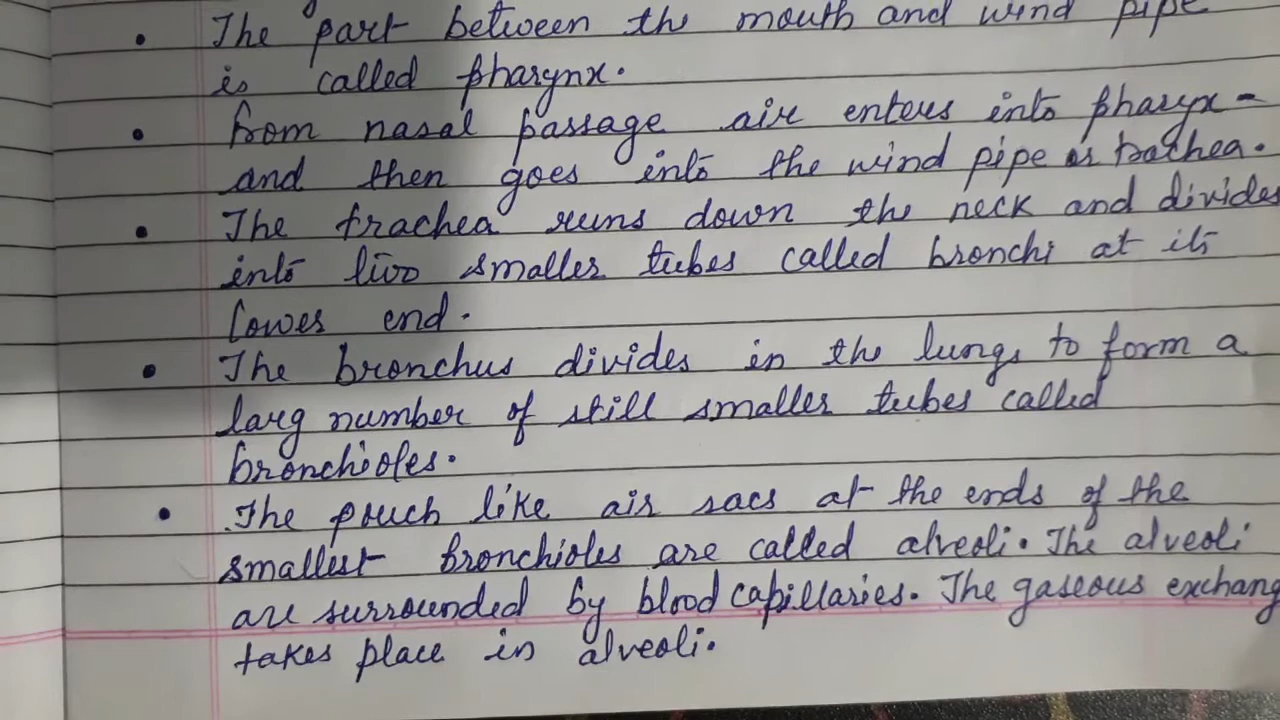 • The part between the mouth and wind pipe
is called pharynx.
• from nasal passage air enters into pharyx -
and then goes into the wind pipe or trachea.
• The trachea runs down the neck and divides
into two smaller tubes called bronchi at its
lower end.
• The bronchus divides in the lungs to form a
larg number of still smaller tubes called
bronchioles.
• The pouch like air sacs at the ends of the
smallest bronchioles are called alveoli. The alveoli
are surrounded by blood capillaries. The gaseous exchang
takes place in alveoli.